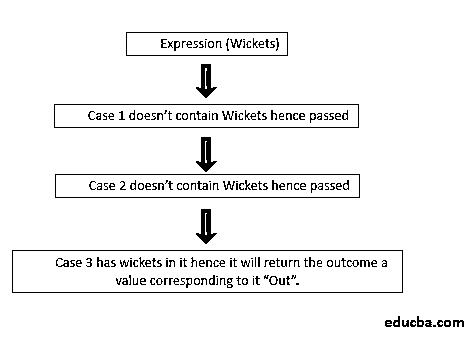 Expression (Wickets)
Case 1 doesn't contain Wickets hence passed
Case 2 doesn't contain Wickets hence passed
Case 3 has wickets in it hence it will return the outcome a
value corresponding to it “Out”.
educba.com